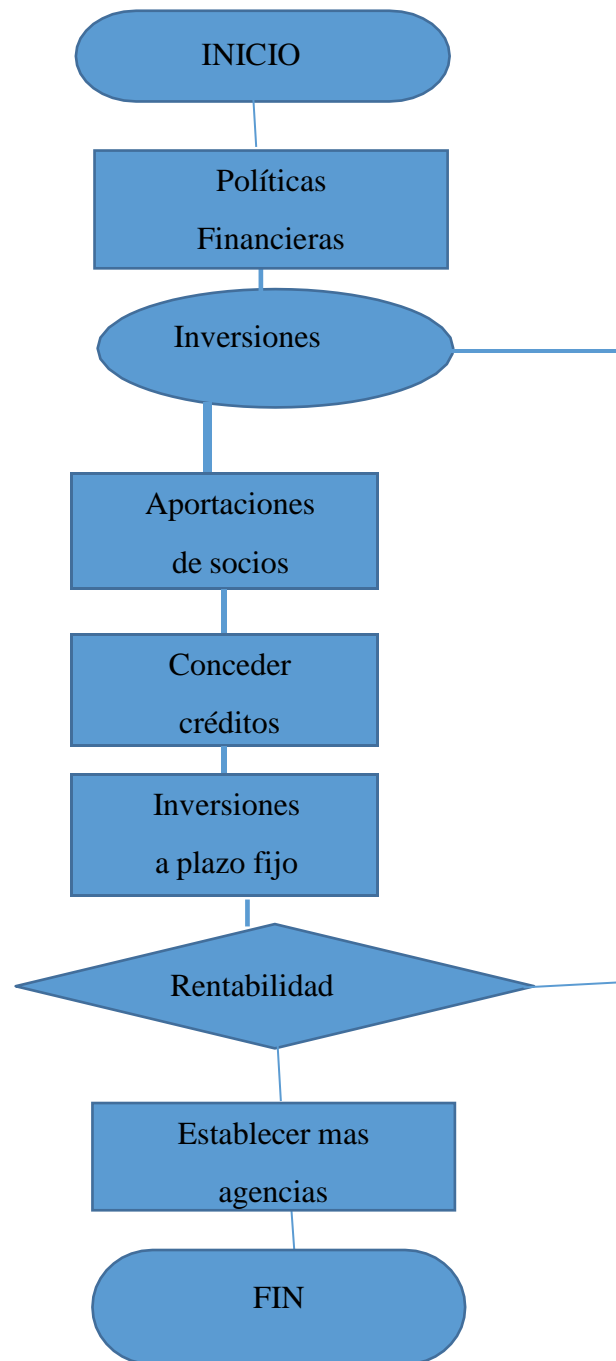 INICIO
Políticas
Financieras
Inversiones
Aportaciones
de socios
Conceder
créditos
Inversiones
a plazo fijo
Rentabilidad
Establecer mas
agencias
FIN